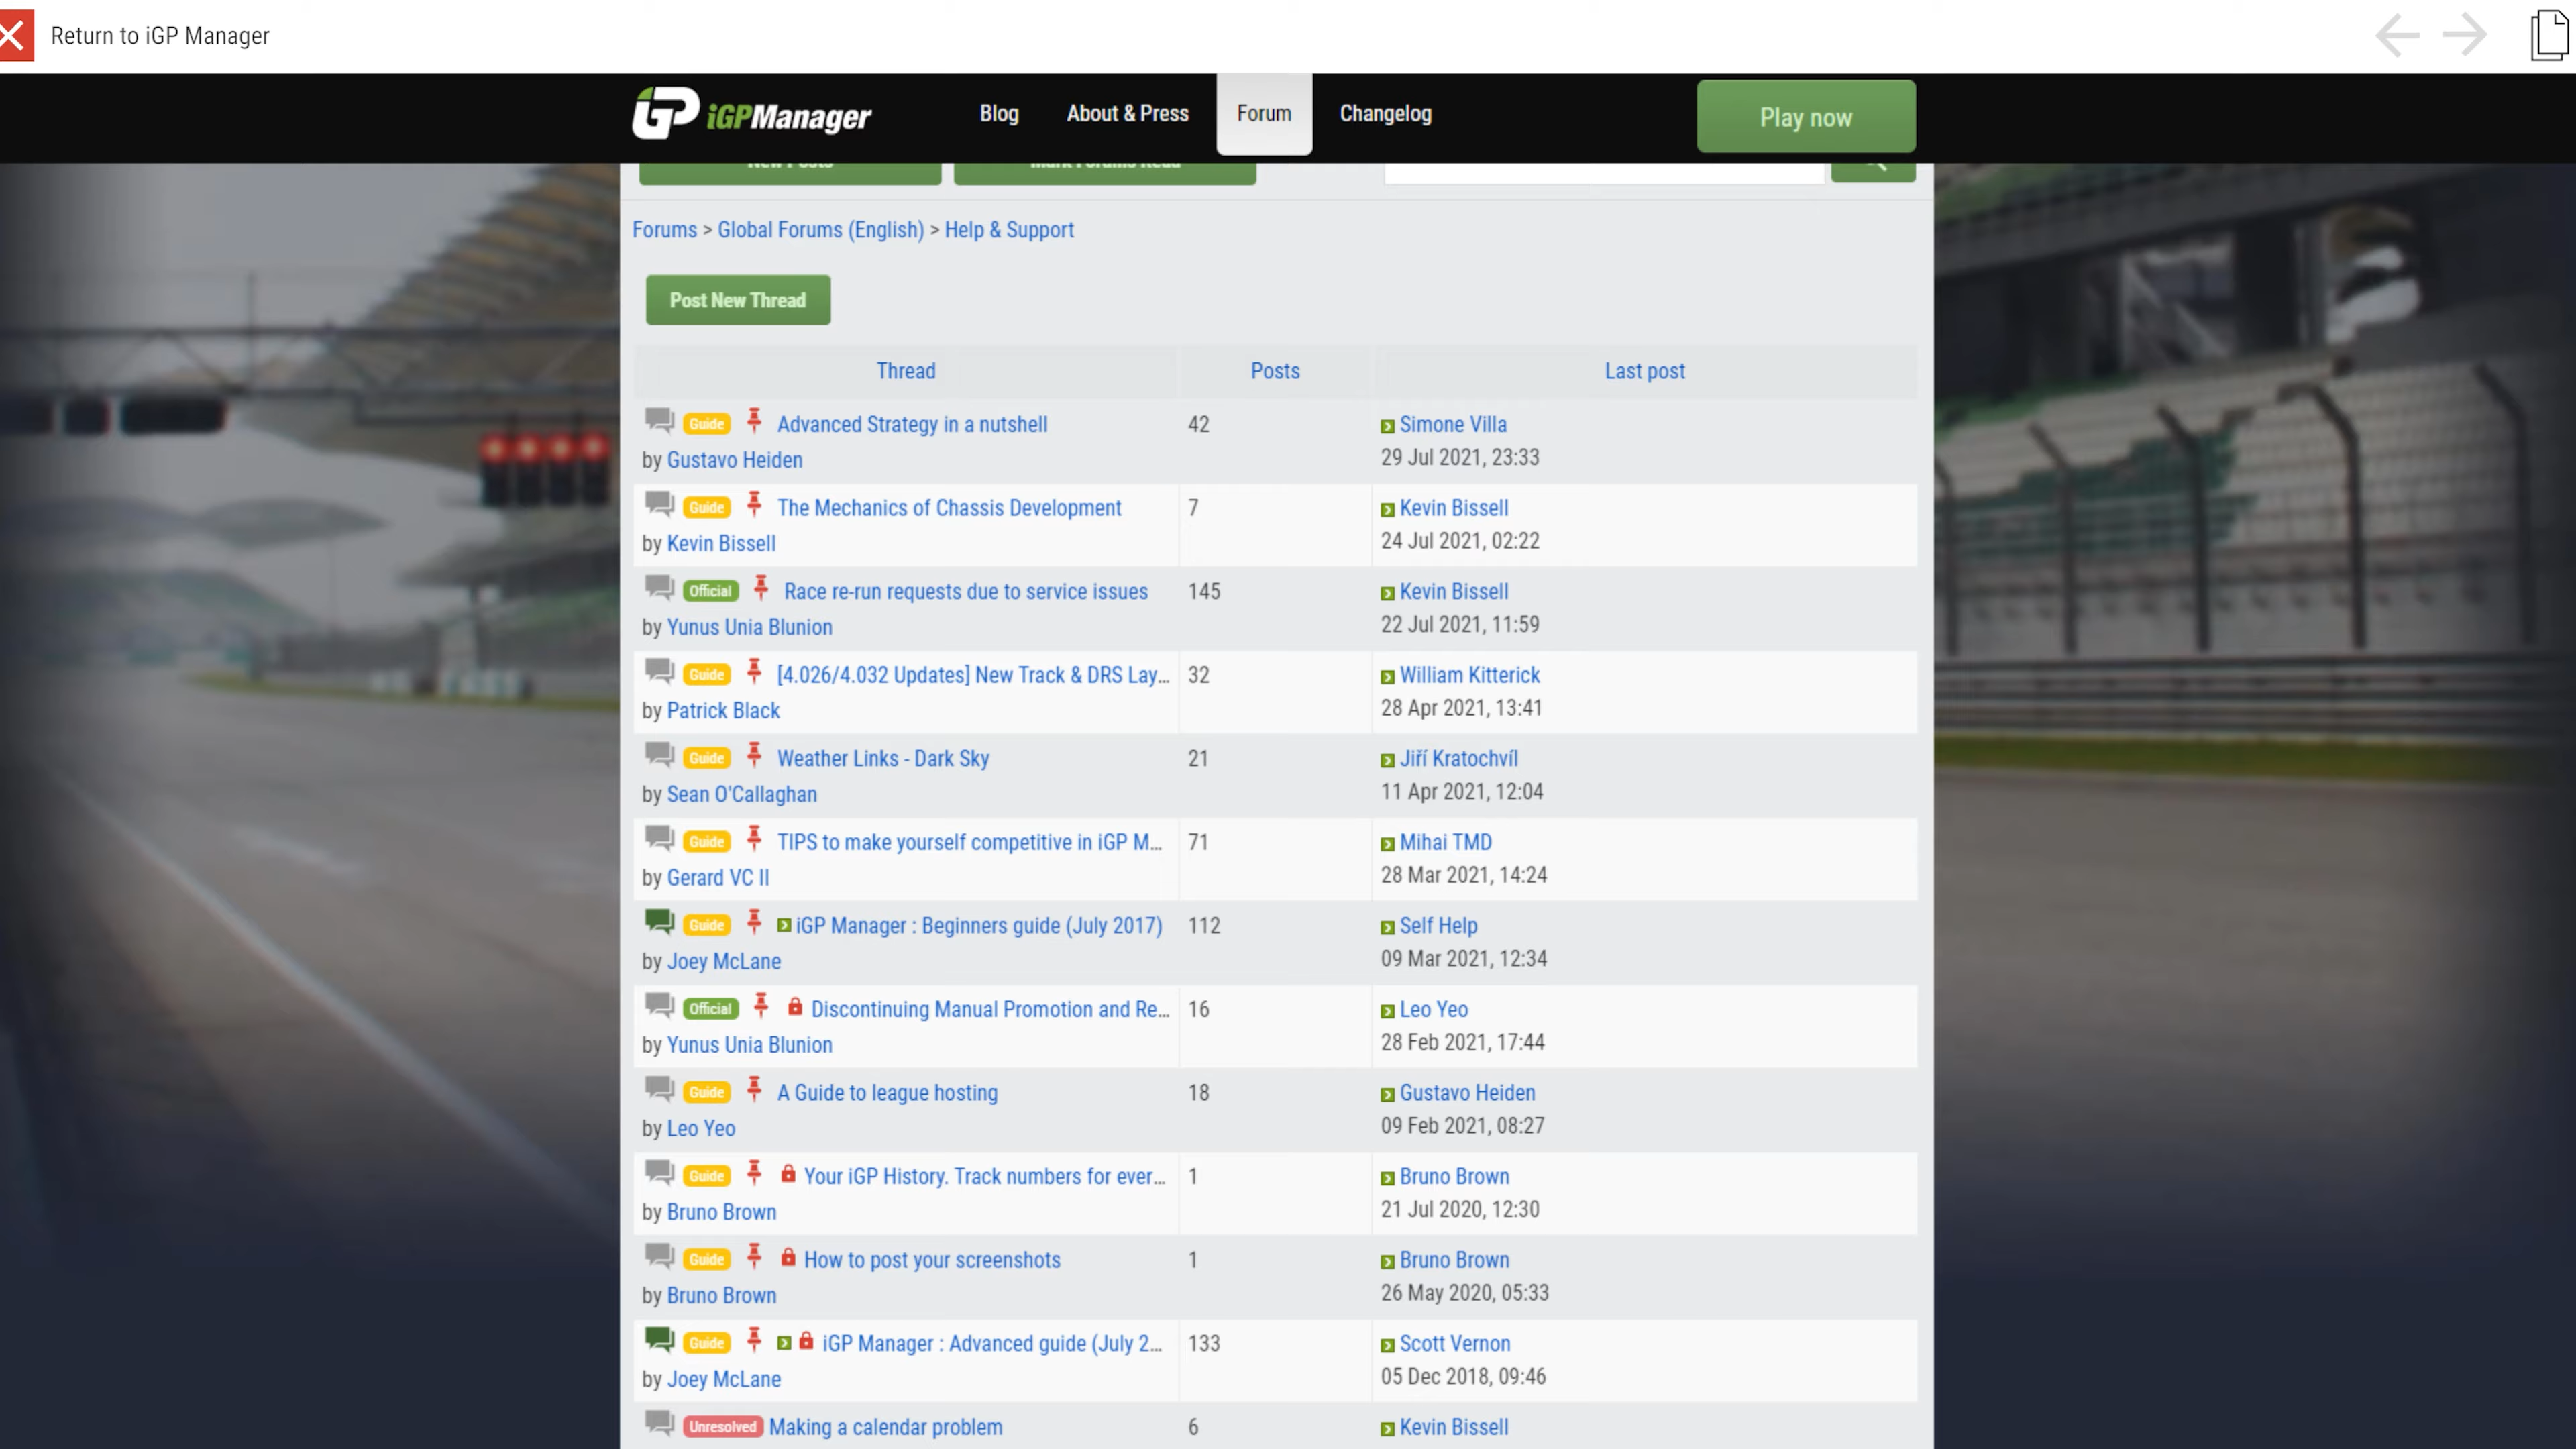 Return to iGP Manager
iGPManager
Blog
About & Press
Forum
Changelog
Play now
New Posts
Mark Forums Read
Forums > Global Forums (English) > Help & Support
Post New Thread
Thread Posts Last post
Guide Advanced Strategy in a nutshell 42 Simone Villa
by Gustavo Heiden 29 Jul 2021, 23:33
Guide The Mechanics of Chassis Development 7 Kevin Bissell
by Kevin Bissell 24 Jul 2021, 02:22
Official Race re-run requests due to service issues 145 Kevin Bissell
by Yunus Unia Blunion 22 Jul 2021, 11:59
Guide [4.026/4.032 Updates] New Track & DRS Lay... 32 William Kitterick
by Patrick Black 28 Apr 2021, 13:41
Guide Weather Links - Dark Sky 21 Jiří Kratochvíl
by Sean O'Callaghan 11 Apr 2021, 12:04
Guide TIPS to make yourself competitive in iGP M... 71 Mihai TMD
by Gerard VC II 28 Mar 2021, 14:24
Guide iGP Manager : Beginners guide (July 2017) 112 Self Help
by Joey McLane 09 Mar 2021, 12:34
Official Discontinuing Manual Promotion and Re... 16 Leo Yeo
by Yunus Unia Blunion 28 Feb 2021, 17:44
Guide A Guide to league hosting 18 Gustavo Heiden
by Leo Yeo 09 Feb 2021, 08:27
Guide Your iGP History. Track numbers for ever... 1 Bruno Brown
by Bruno Brown 21 Jul 2020, 12:30
Guide How to post your screenshots 1 Bruno Brown
by Bruno Brown 26 May 2020, 05:33
Guide iGP Manager : Advanced guide (July 2... 133 Scott Vernon
by Joey McLane 05 Dec 2018, 09:46
Unresolved Making a calendar problem 6 Kevin Bissell